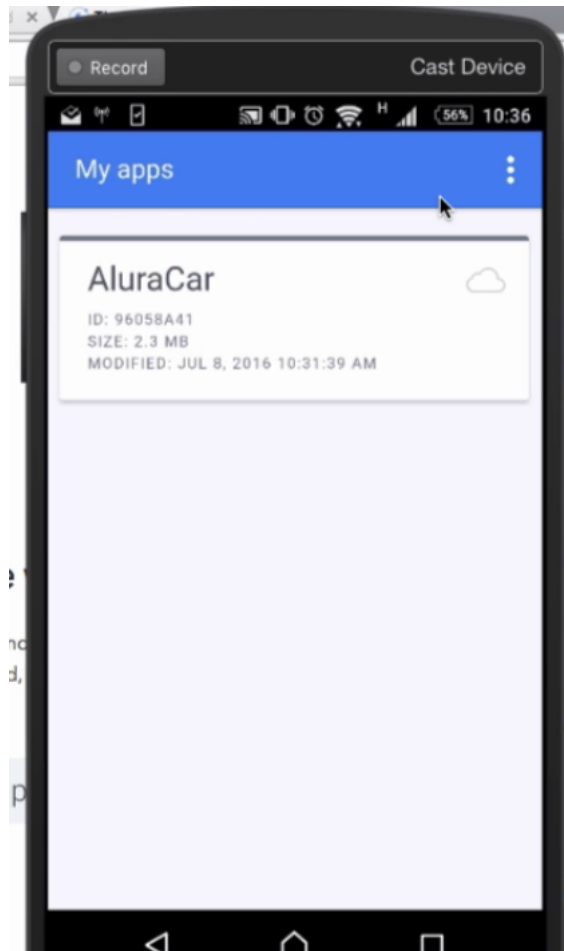 Record
Cast Device
H
56%
10:36
My apps
AluraCar
ID: 96058A41
SIZE: 2.3 MB
MODIFIED: JUL 8, 2016 10:31:39 AM
d,
p